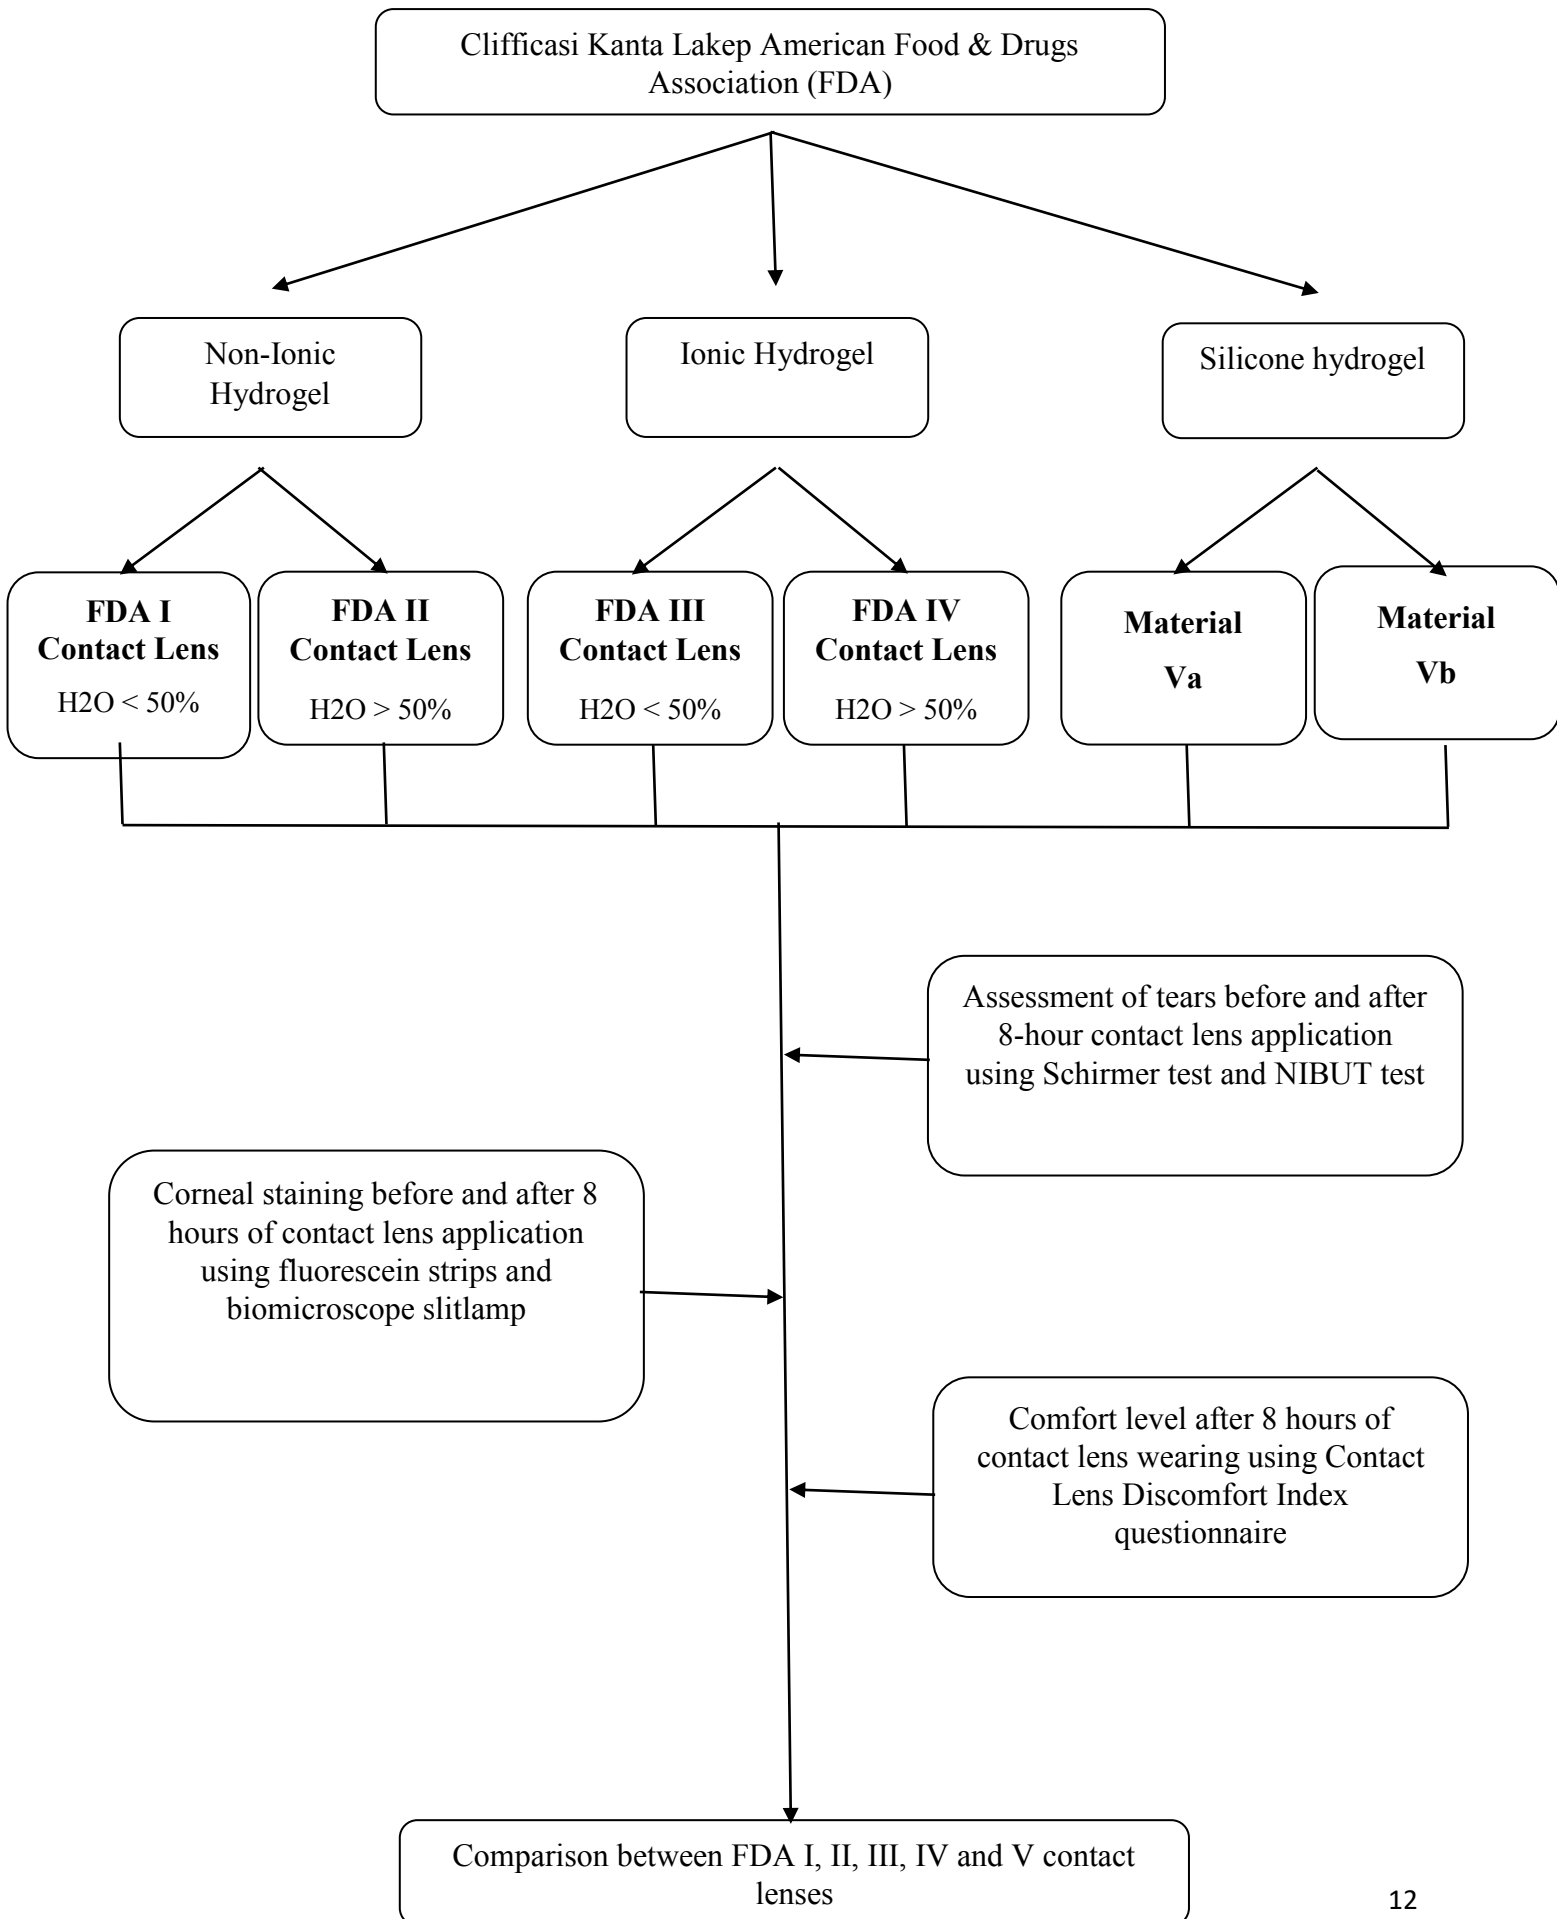 Clifficasi Kanta Lakep American Food & Drugs
Association (FDA)
Non-Ionic
Hydrogel
Ionic Hydrogel
Silicone hydrogel
FDA I
Contact Lens
H2O < 50%
FDA II
Contact Lens
H2O > 50%
FDA III
Contact Lens
H2O < 50%
FDA IV
Contact Lens
H2O > 50%
Material
Va
Material
Vb
Assessment of tears before and after
8-hour contact lens application
using Schirmer test and NIBUT test
Corneal staining before and after 8
hours of contact lens application
using fluorescein strips and
biomicroscope slitlamp
Comfort level after 8 hours of
contact lens wearing using Contact
Lens Discomfort Index
questionnaire
Comparison between FDA I, II, III, IV and V contact
lenses
12